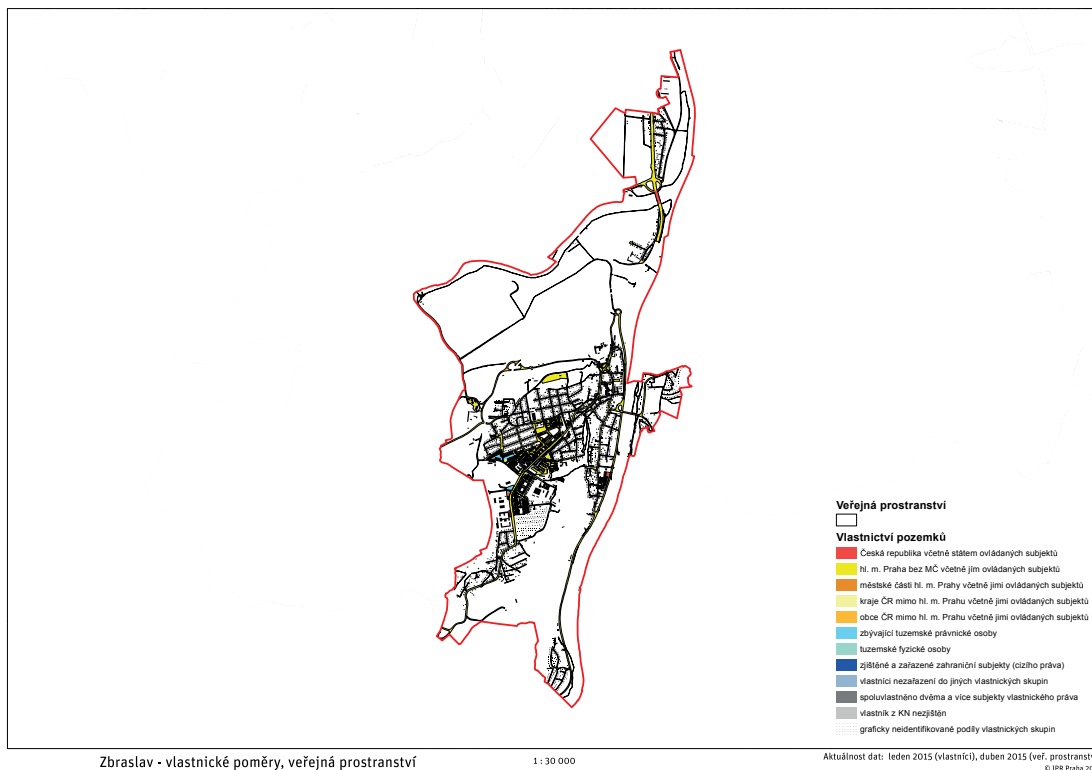 Veřejná prostranství
Vlastnictví pozemků
Česká republika včetně státem ovládaných subjektů
hl. m. Praha bez MČ včetně jím ovládaných subjektů
městské části hl. m. Prahy včetně jimi ovládaných subjektů
kraje ČR mimo hl. m. Prahu včetně jimi ovládaných subjektů
obce ČR mimo hl. m. Prahu včetně jimi ovládaných subjektů
zbývající tuzemské právnické osoby
tuzemské fyzické osoby
zjištěné a zařazené zahraniční subjekty (cizího práva)
vlastníci nezařazení do jiných vlastnických skupin
spoluvlastněno dvěma a více subjekty vlastnického práva
vlastník z KN nezjištěn
graficky neidentifikované podíly vlastnických skupin
Zbraslav - vlastnické poměry, veřejná prostranství
1 : 30 000
Aktuálnost dat: leden 2015 (vlastníci), duben 2015 (veř. prostranst
© IPR Praha 20